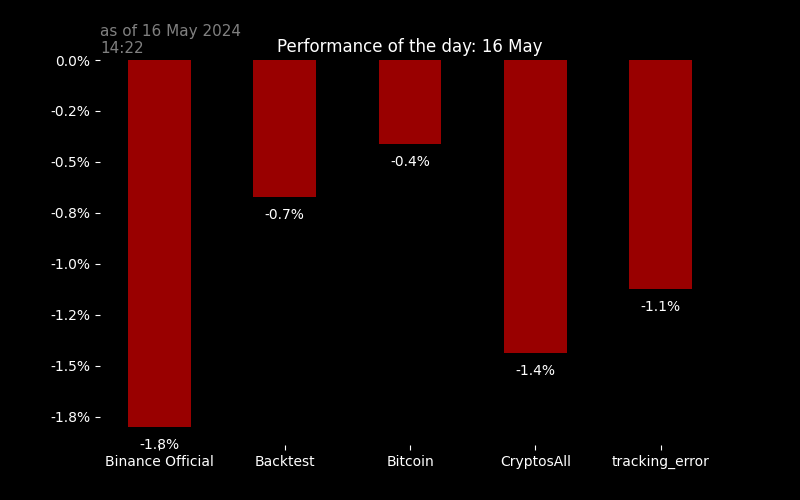 as of 16 May 2024
14:22
Performance of the day: 16 May
0.0%
-0.2%
-0.5%
-0.8%
-1.0%
-1.2%
-1.5%
-1.8%
-1.8%
-0.7%
-0.4%
-1.4%
-1.1%
Binance Official
Backtest
Bitcoin
CryptosAll
tracking_error